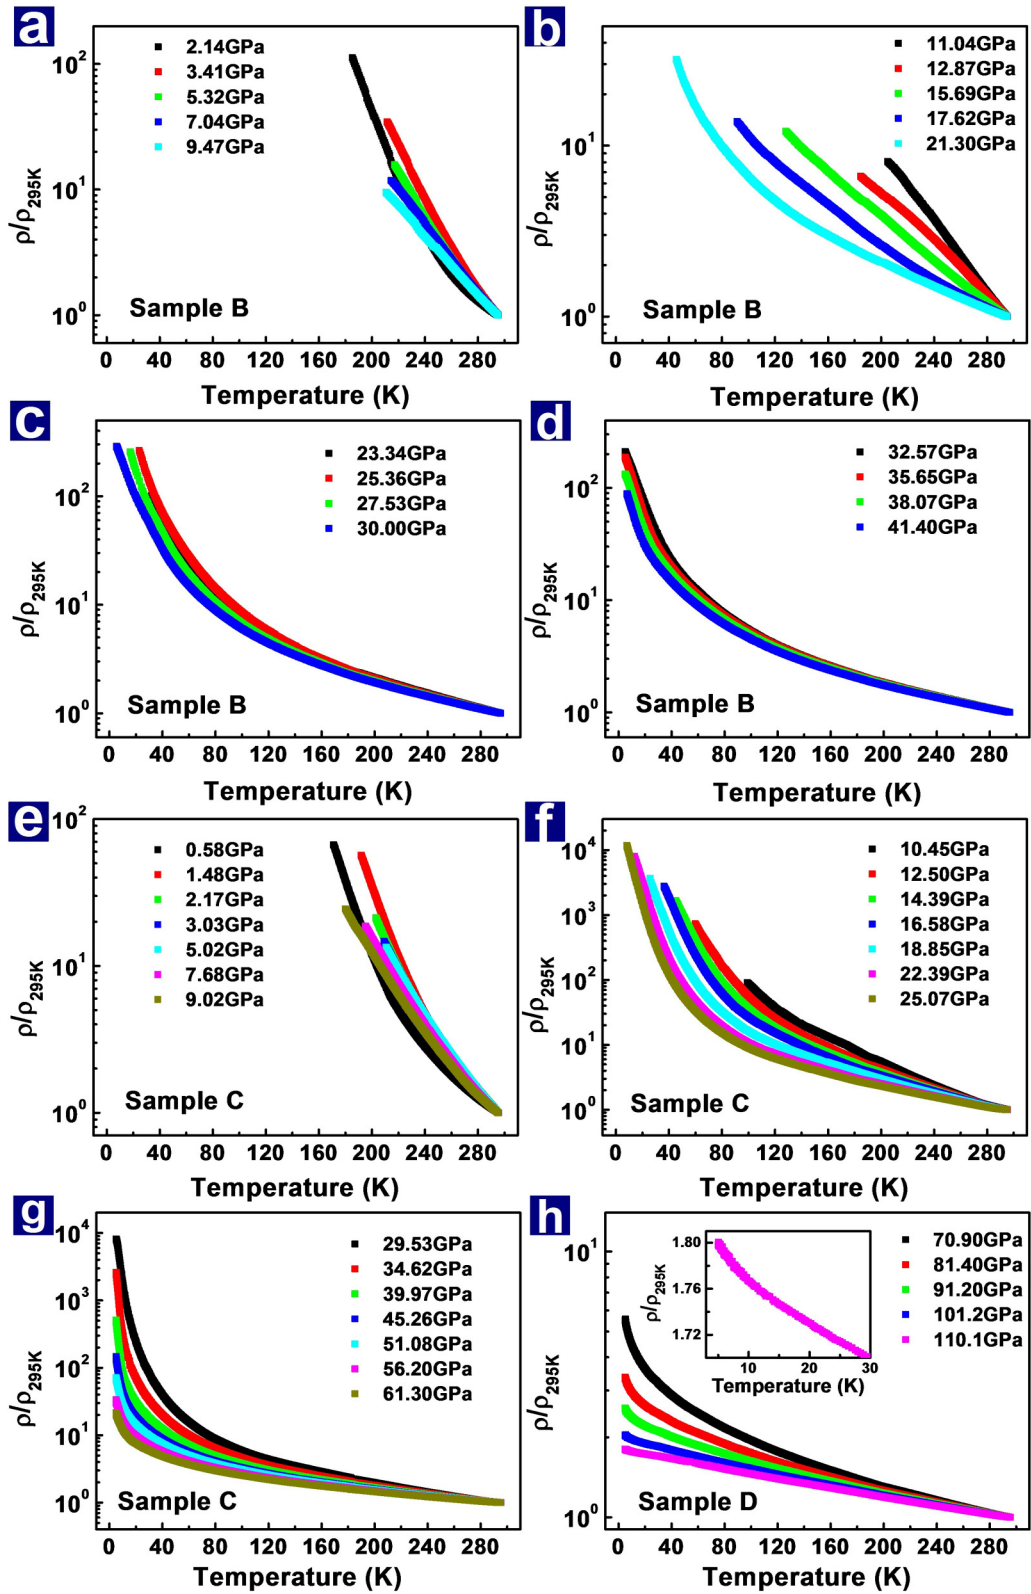 a
10²
10¹
10⁰
ρ/ρ295K
2.14GPa
3.41GPa
5.32GPa
7.04GPa
9.47GPa
Sample B
0 40 80 120 160 200 240 280
Temperature (K)
b
10¹
10⁰
ρ/ρ295K
11.04GPa
12.87GPa
15.69GPa
17.62GPa
21.30GPa
Sample B
0 40 80 120 160 200 240 280
Temperature (K)
c
10²
10¹
10⁰
ρ/ρ295K
23.34GPa
25.36GPa
27.53GPa
30.00GPa
Sample B
0 40 80 120 160 200 240 280
Temperature (K)
d
10²
10¹
10⁰
ρ/ρ295K
32.57GPa
35.65GPa
38.07GPa
41.40GPa
Sample B
0 40 80 120 160 200 240 280
Temperature (K)
e
10²
10¹
10⁰
ρ/ρ295K
0.58GPa
1.48GPa
2.17GPa
3.03GPa
5.02GPa
7.68GPa
9.02GPa
Sample C
0 40 80 120 160 200 240 280
Temperature (K)
f
10⁴
10³
10²
10¹
10⁰
ρ/ρ295K
10.45GPa
12.50GPa
14.39GPa
16.58GPa
18.85GPa
22.39GPa
25.07GPa
Sample C
0 40 80 120 160 200 240 280
Temperature (K)
g
10⁴
10³
10²
10¹
10⁰
ρ/ρ295K
29.53GPa
34.62GPa
39.97GPa
45.26GPa
51.08GPa
56.20GPa
61.30GPa
Sample C
0 40 80 120 160 200 240 280
Temperature (K)
h
10¹
10⁰
ρ/ρ295K
1.80
1.76
1.72
ρ/ρ295K
10 20 30
Temperature (K)
70.90GPa
81.40GPa
91.20GPa
101.2GPa
110.1GPa
Sample D
0 40 80 120 160 200 240 280
Temperature (K)